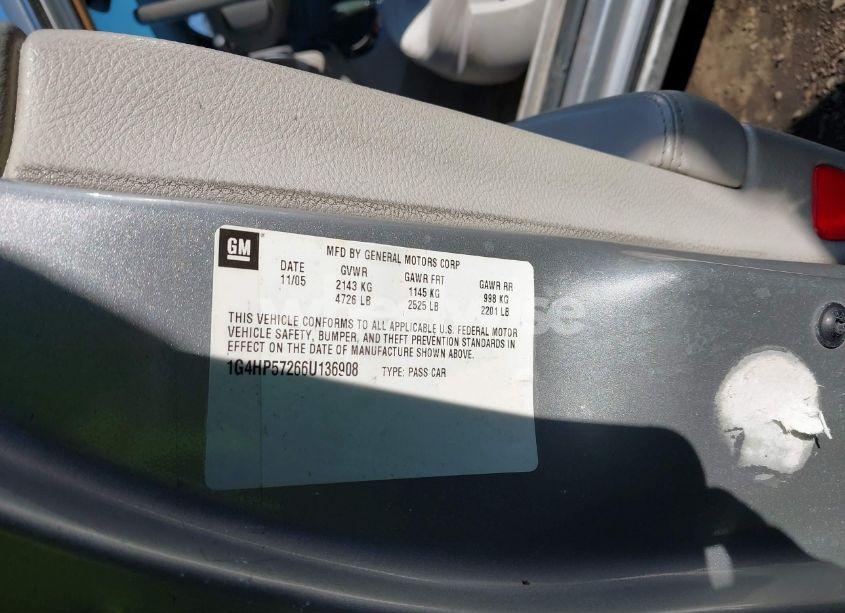 GM
MFD BY GENERAL MOTORS CORP
DATE GVWR GAWR FRT GAWR RR
11/05 2143 KG 1145 KG 998 KG
4726 LB 2525 LB 2201 LB
THIS VEHICLE CONFORMS TO ALL APPLICABLE U.S. FEDERAL MOTOR
VEHICLE SAFETY, BUMPER, AND THEFT PREVENTION STANDARDS IN
EFFECT ON THE DATE OF MANUFACTURE SHOWN ABOVE.
1G4HP57266U136908 TYPE: PASS CAR